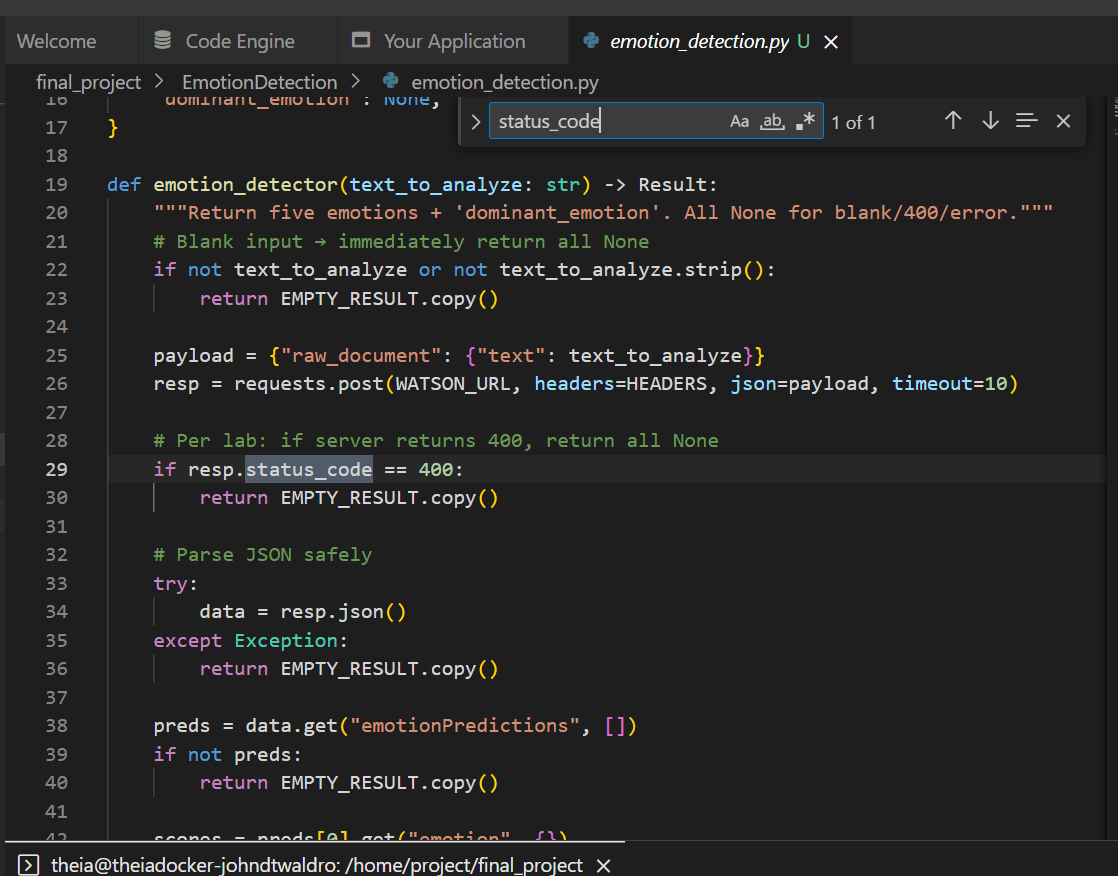 Welcome
Code Engine
Your Application
emotion_detection.py U
final_project > EmotionDetection > emotion_detection.py
status_code Aa ab 1 of 1
16 'dominant_emotion': None,
17 }
18
19 def emotion_detector(text_to_analyze: str) -> Result:
20 """Return five emotions + 'dominant_emotion'. All None for blank/400/error."""
21 # Blank input → immediately return all None
22 if not text_to_analyze or not text_to_analyze.strip():
23 return EMPTY_RESULT.copy()
24
25 payload = {"raw_document": {"text": text_to_analyze}}
26 resp = requests.post(WATSON_URL, headers=HEADERS, json=payload, timeout=10)
27
28 # Per lab: if server returns 400, return all None
29 if resp.status_code == 400:
30 return EMPTY_RESULT.copy()
31
32 # Parse JSON safely
33 try:
34 data = resp.json()
35 except Exception:
36 return EMPTY_RESULT.copy()
37
38 preds = data.get("emotionPredictions", [])
39 if not preds:
40 return EMPTY_RESULT.copy()
41
42 scores = preds[0].get("emotion", {})
theia@theiadocker-johndtwaldro: /home/project/final_project